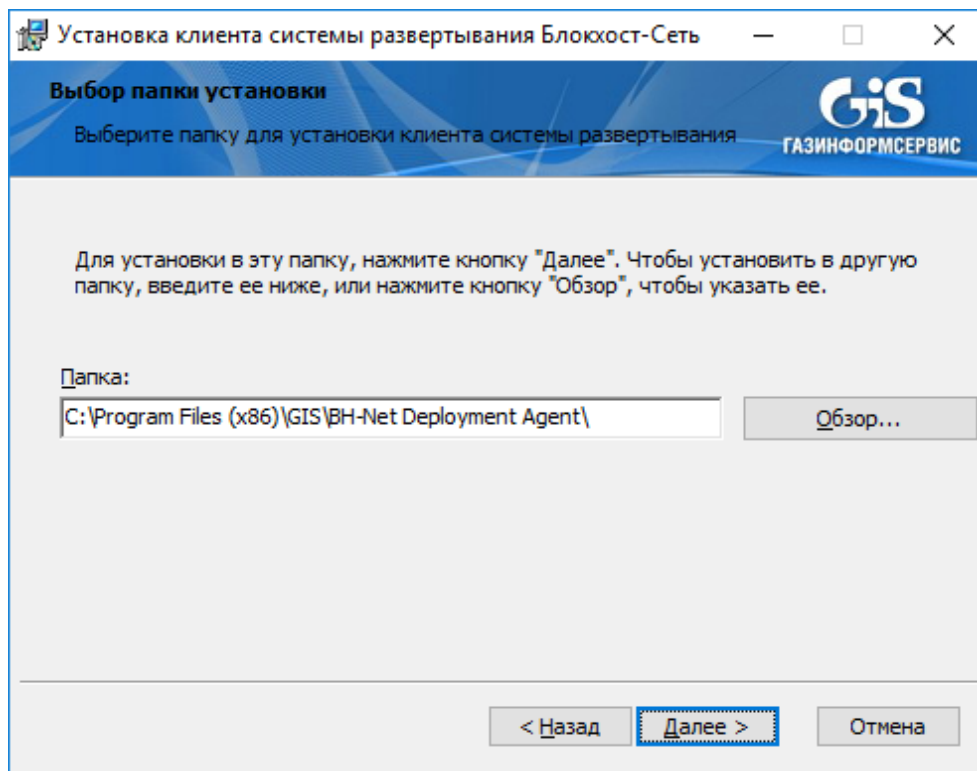 Установка клиента системы развертывания Блокхост-Сеть
Выбор папки установки
Выберите папку для установки клиента системы развертывания
GiS
ГАЗИНФОРМСЕРВИС
Для установки в эту папку, нажмите кнопку "Далее". Чтобы установить в другую
папку, введите ее ниже, или нажмите кнопку "Обзор", чтобы указать ее.
Папка:
C:\Program Files (x86)\GIS\BH-Net Deployment Agent\
Обзор...
< Назад
Далее >
Отмена